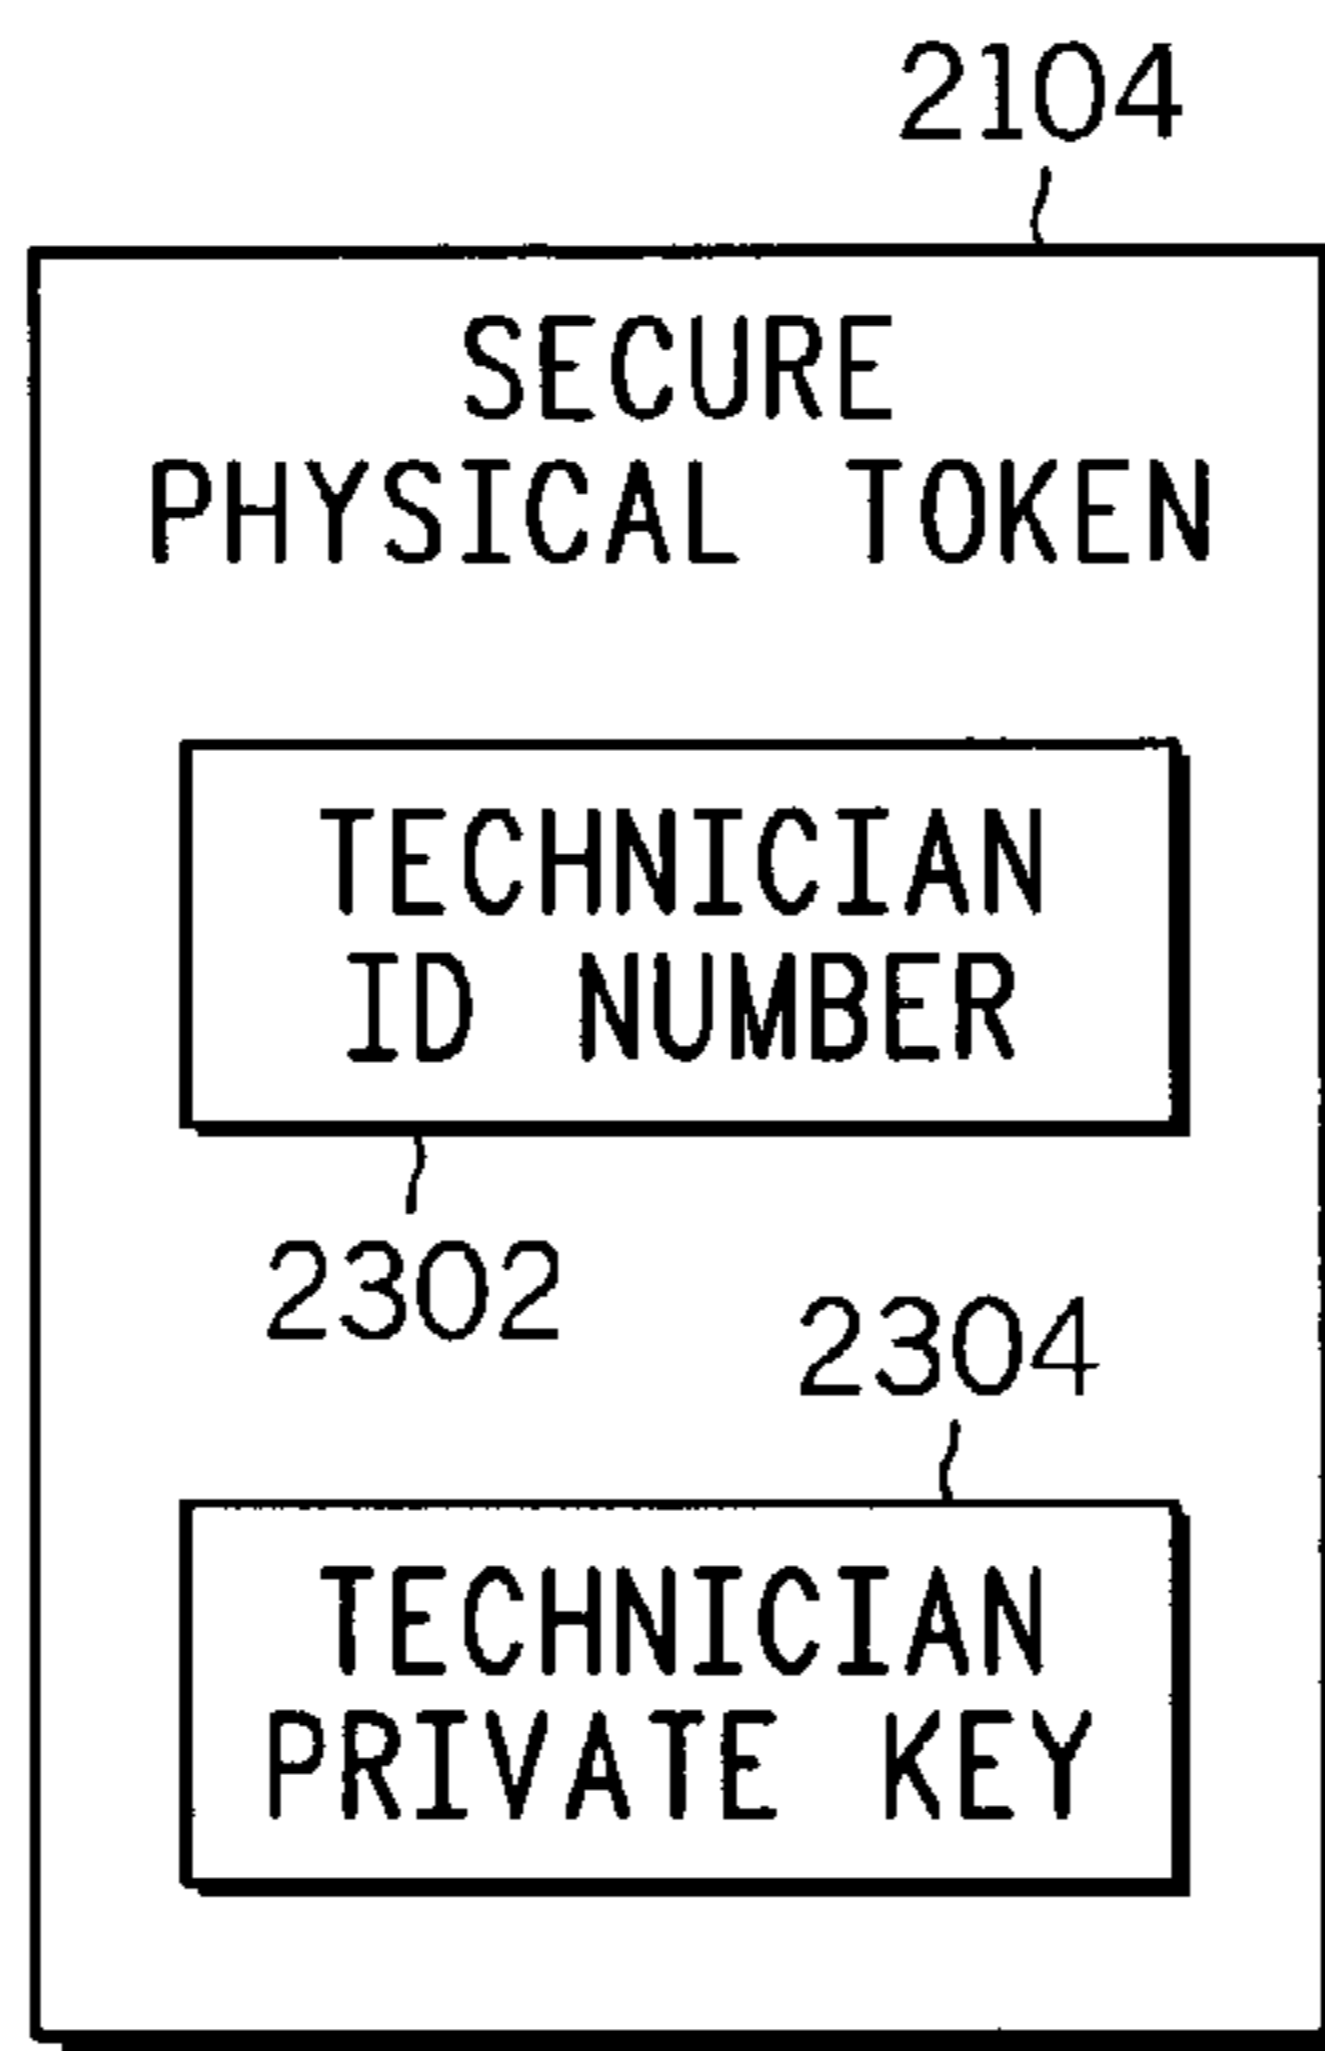 2104
SECURE
PHYSICAL TOKEN
TECHNICIAN
ID NUMBER
2302
2304
TECHNICIAN
PRIVATE KEY